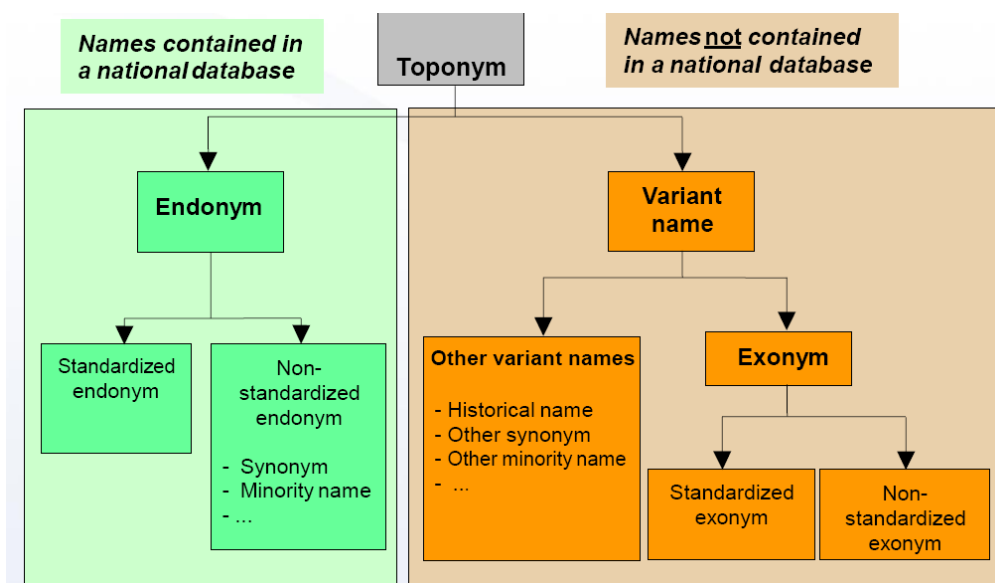 Names contained in
a national database
Toponym
Names not contained
in a national database
Endonym
Variant
name
Standardized
endonym
Non-
standardized
endonym
- Synonym
- Minority name
- ...
Other variant names
- Historical name
- Other synonym
- Other minority name
- ...
Exonym
Standardized
exonym
Non-
standardized
exonym